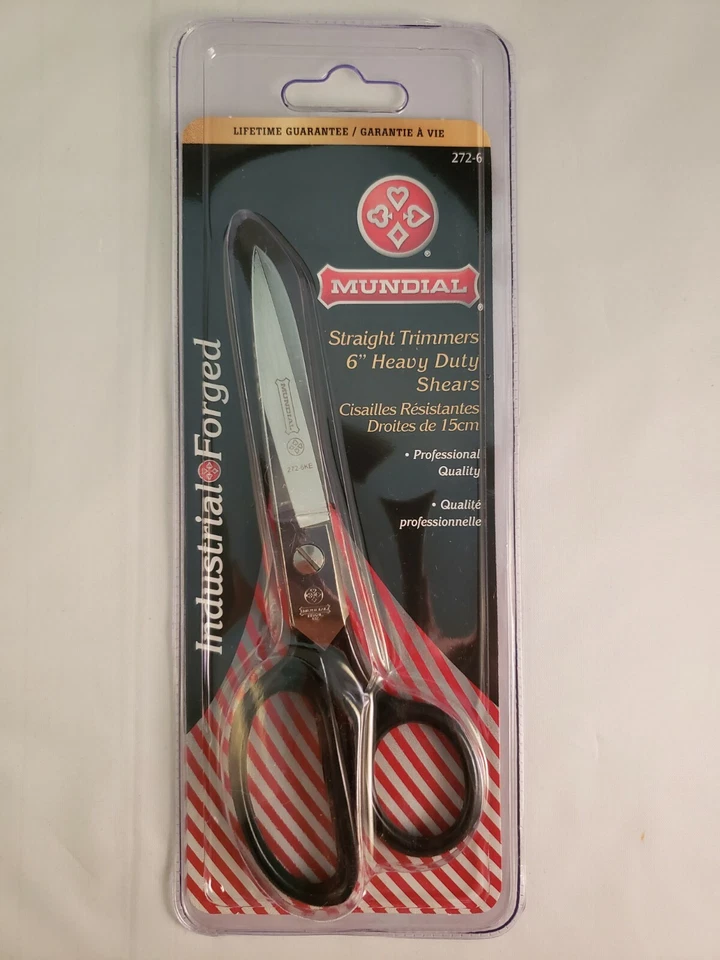 LIFETIME GUARANTEE / GARANTIE À VIE
272-6
MUNDIAL
Straight Trimmers
6" Heavy Duty
Shears
Cisailles Résistantes
Droites de 15cm
• Professional
Quality
• Qualité
professionnelle
Industrial Forged
MUNDIAL